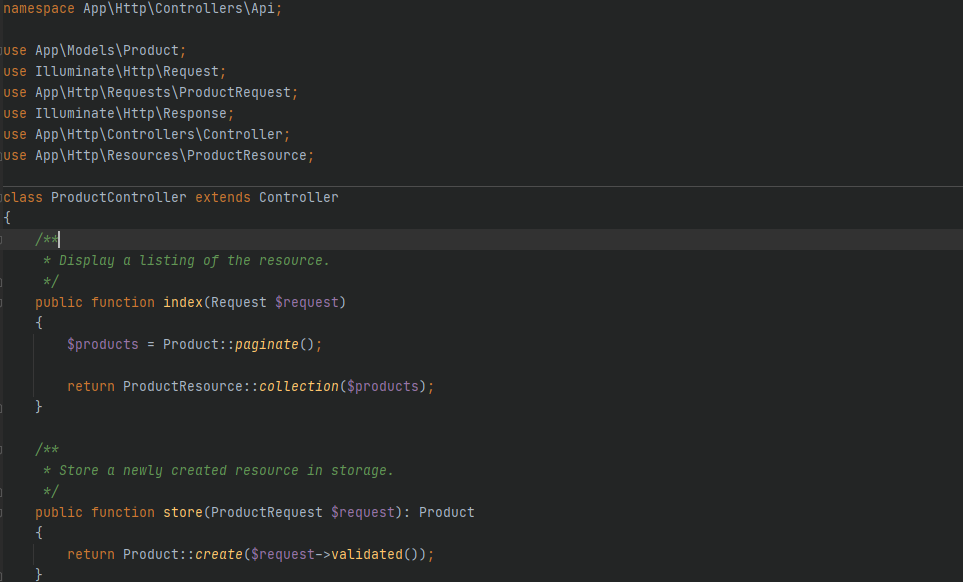 namespace App\Http\Controllers\Api;
use App\Models\Product;
use Illuminate\Http\Request;
use App\Http\Requests\ProductRequest;
use Illuminate\Http\Response;
use App\Http\Controllers\Controller;
use App\Http\Resources\ProductResource;
class ProductController extends Controller
{
    /**
     * Display a listing of the resource.
     */
    public function index(Request $request)
    {
        $products = Product::paginate();
        return ProductResource::collection($products);
    }
    /**
     * Store a newly created resource in storage.
     */
    public function store(ProductRequest $request): Product
    {
        return Product::create($request->validated());
    }